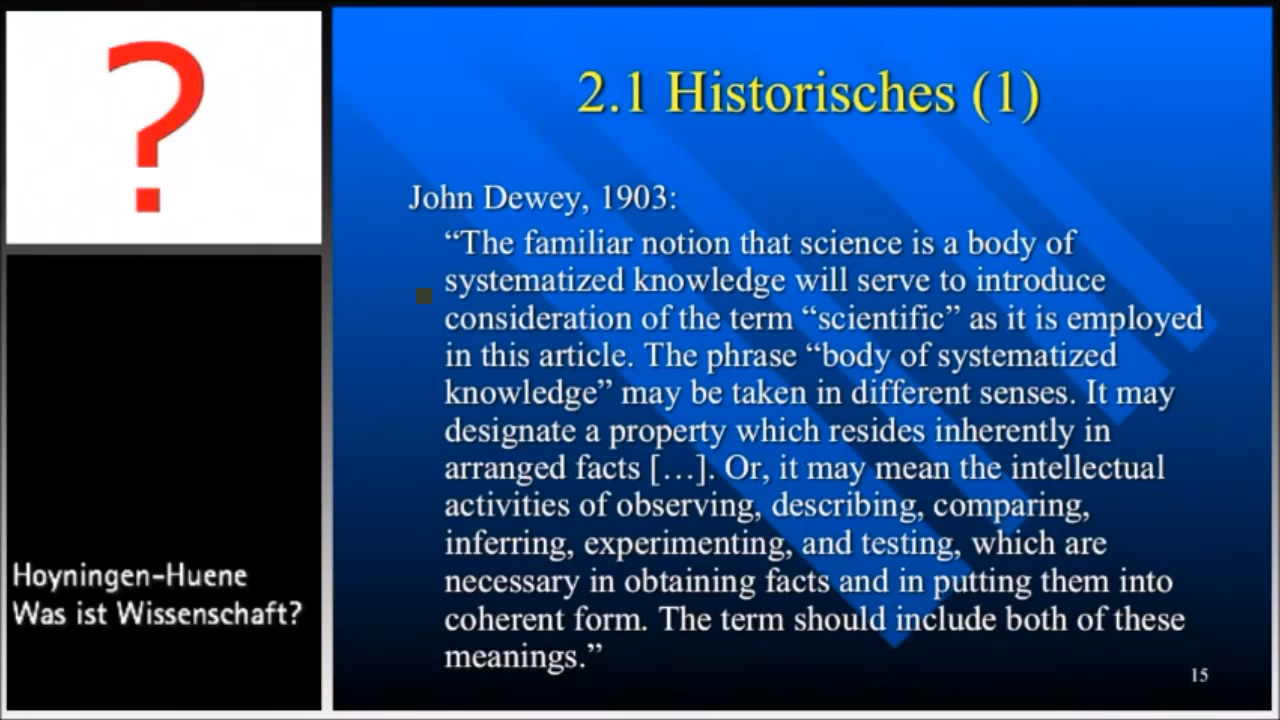 ?
2.1 Historisches (1)
John Dewey, 1903:
“The familiar notion that science is a body of
systematized knowledge will serve to introduce
consideration of the term “scientific” as it is employed
in this article. The phrase “body of systematized
knowledge” may be taken in different senses. It may
designate a property which resides inherently in
arranged facts […]. Or, it may mean the intellectual
activities of observing, describing, comparing,
inferring, experimenting, and testing, which are
necessary in obtaining facts and in putting them into
coherent form. The term should include both of these
meanings.”
15
Hoyningen-Huene
Was ist Wissenschaft?